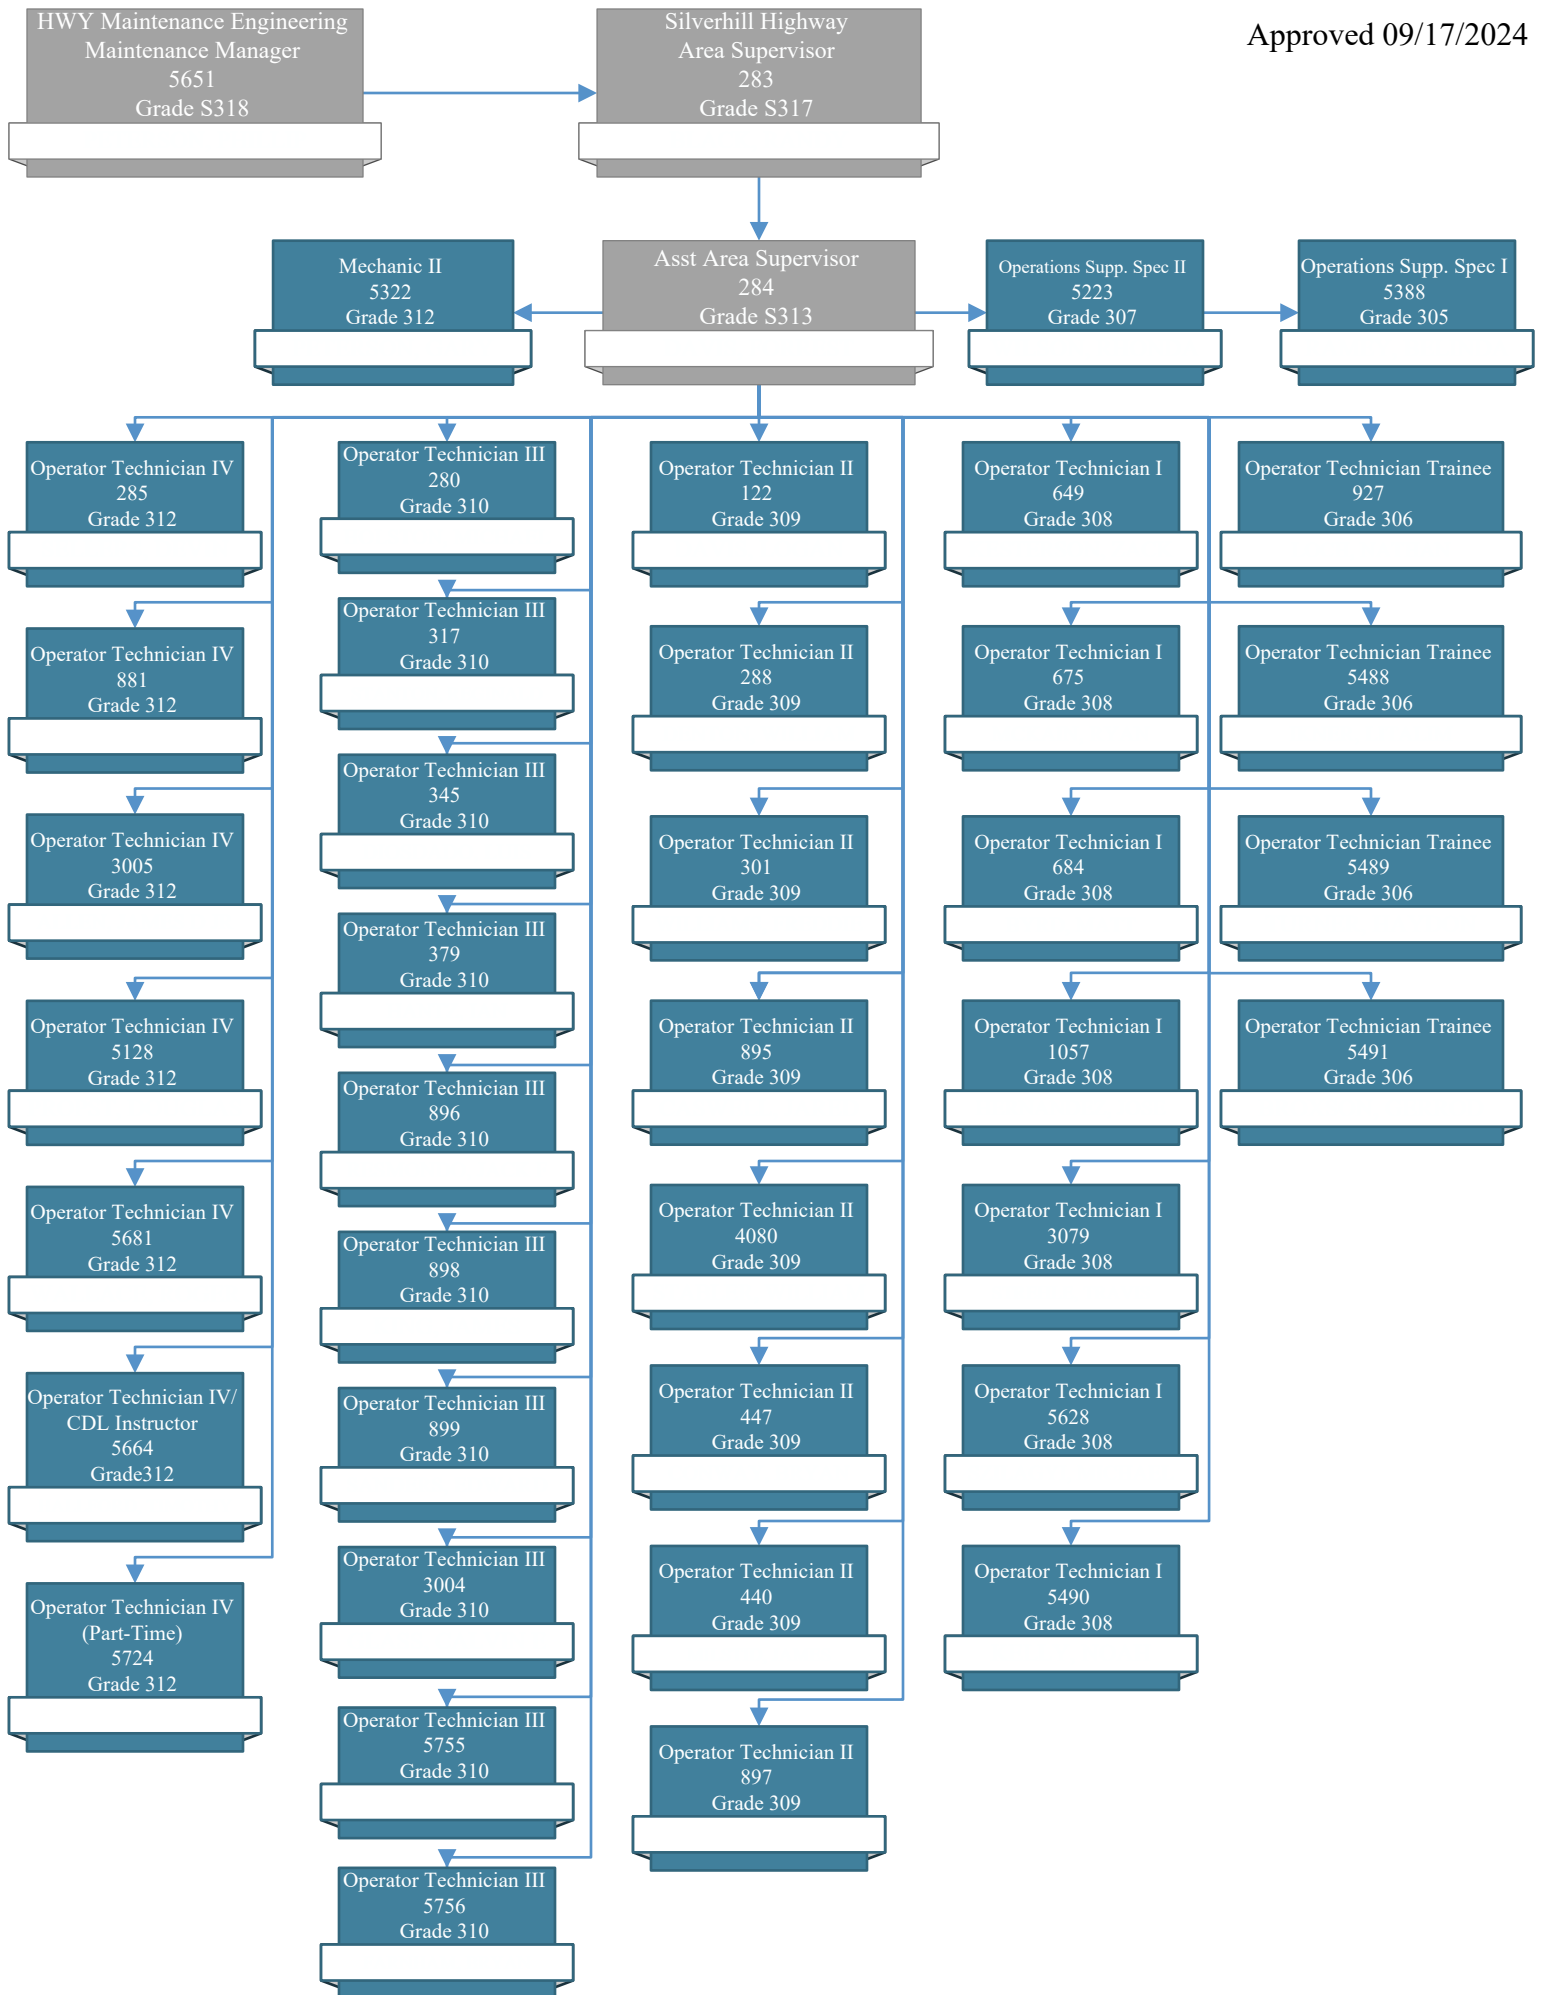 HWY Maintenance Engineering
Maintenance Manager
5651
Grade S318
Silverhill Highway
Area Supervisor
283
Grade S317
Approved 09/17/2024
Mechanic II
5322
Grade 312
Asst Area Supervisor
284
Grade S313
Operations Supp. Spec II
5223
Grade 307
Operations Supp. Spec I
5388
Grade 305
Operator Technician IV
285
Grade 312
Operator Technician IV
881
Grade 312
Operator Technician IV
3005
Grade 312
Operator Technician IV
5128
Grade 312
Operator Technician IV
5681
Grade 312
Operator Technician IV/
CDL Instructor
5664
Grade312
Operator Technician IV
(Part-Time)
5724
Grade 312
Operator Technician III
280
Grade 310
Operator Technician III
317
Grade 310
Operator Technician III
345
Grade 310
Operator Technician III
379
Grade 310
Operator Technician III
896
Grade 310
Operator Technician III
898
Grade 310
Operator Technician III
899
Grade 310
Operator Technician III
3004
Grade 310
Operator Technician III
5755
Grade 310
Operator Technician III
5756
Grade 310
Operator Technician II
122
Grade 309
Operator Technician II
288
Grade 309
Operator Technician II
301
Grade 309
Operator Technician II
895
Grade 309
Operator Technician II
4080
Grade 309
Operator Technician II
447
Grade 309
Operator Technician II
440
Grade 309
Operator Technician II
897
Grade 309
Operator Technician I
649
Grade 308
Operator Technician I
675
Grade 308
Operator Technician I
684
Grade 308
Operator Technician I
1057
Grade 308
Operator Technician I
3079
Grade 308
Operator Technician I
5628
Grade 308
Operator Technician I
5490
Grade 308
Operator Technician Trainee
927
Grade 306
Operator Technician Trainee
5488
Grade 306
Operator Technician Trainee
5489
Grade 306
Operator Technician Trainee
5491
Grade 306